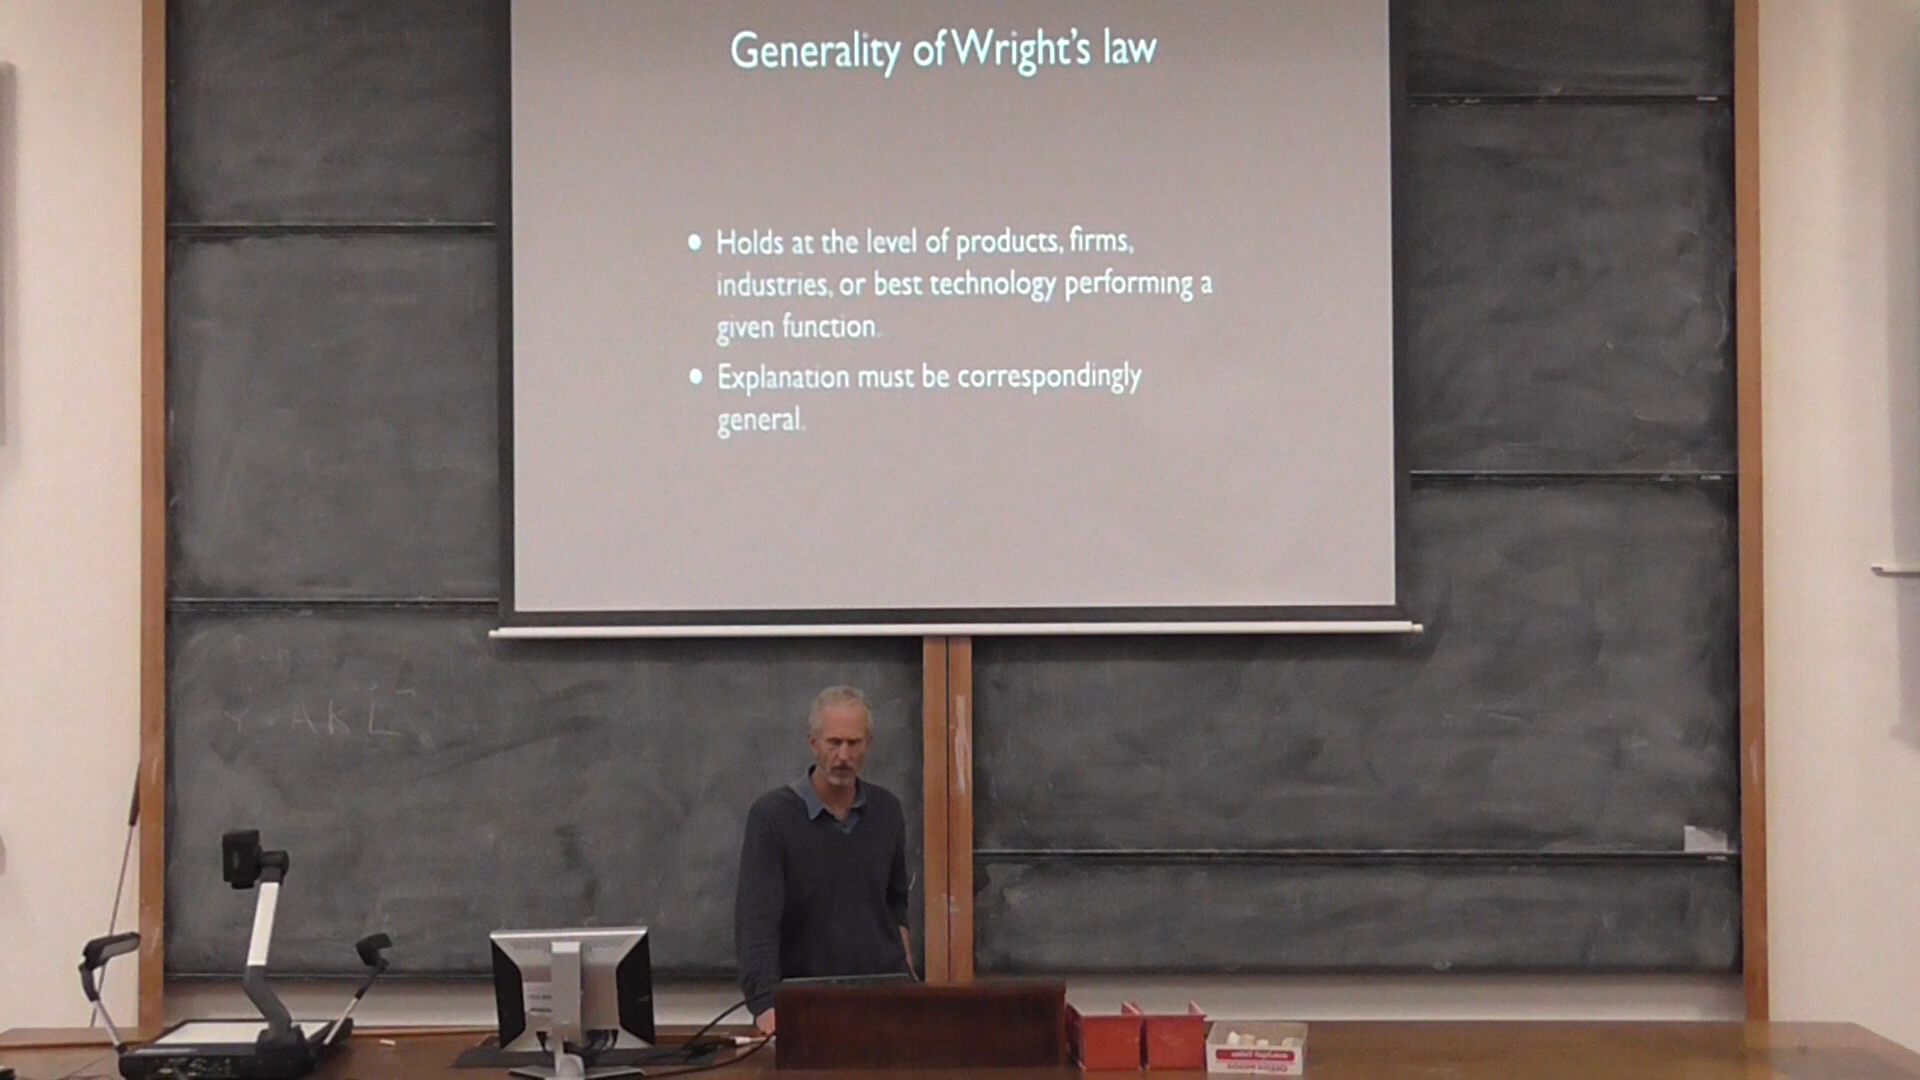 Generality of Wright's law
• Holds at the level of products, firms,
industries, or best technology performing a
given function.
• Explanation must be correspondingly
general.
Y AKL